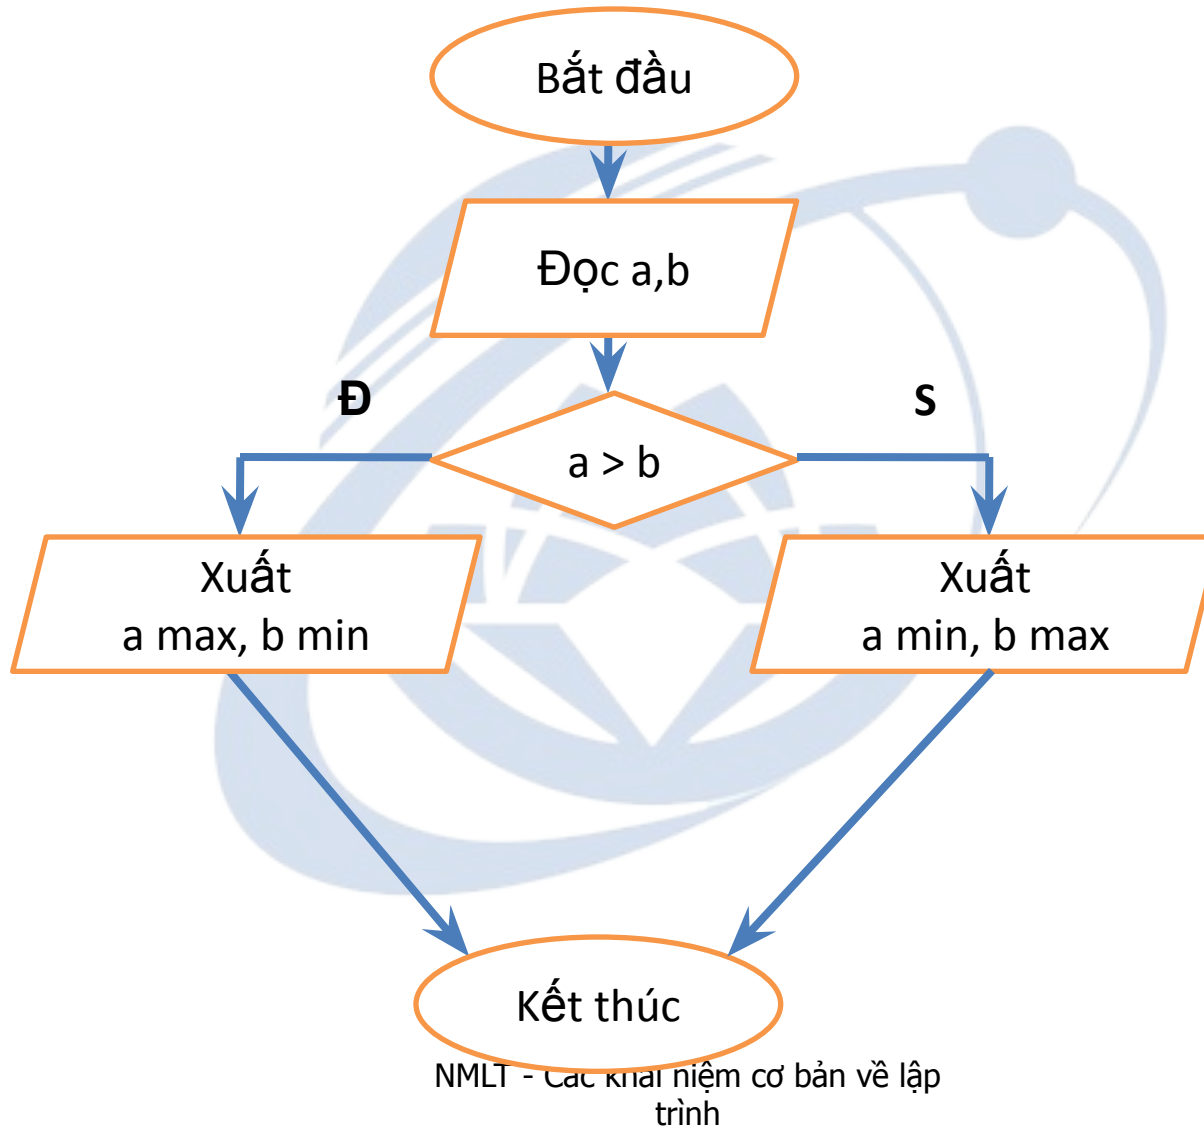 Bắt đầu
Đọc a,b
Đ
S
a > b
Xuất
a max, b min
Xuất
a min, b max
Kết thúc
NMLT - Các khái niệm cơ bản về lập
trình